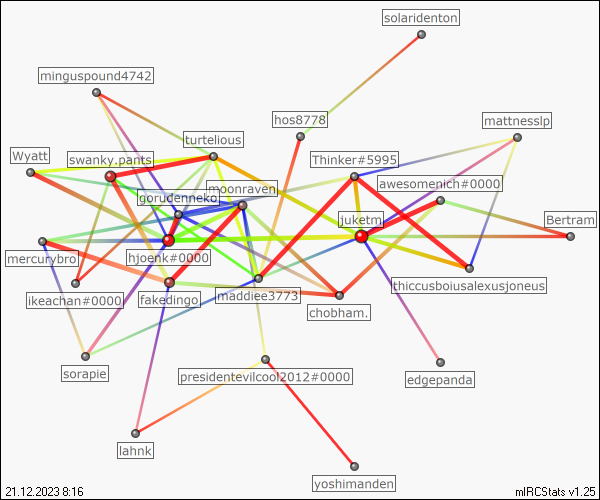 solaridenton
minguspound4742
hos8778
mattnesslp
turtelious
Wyatt
swanky.pants
Thinker#5995
awesomenich#0000
gorudenneko
moonraven
juketm
Bertram
mercurybro
hjoenk#0000
ikeachan#0000
fakedingo
maddiee3773
thiccusboiusalexusjoneus
chobham.
sorapie
presidentevilcool2012#0000
edgepanda
lahnk
yoshimanden
21.12.2023 8:16
mIRCStats v1.25